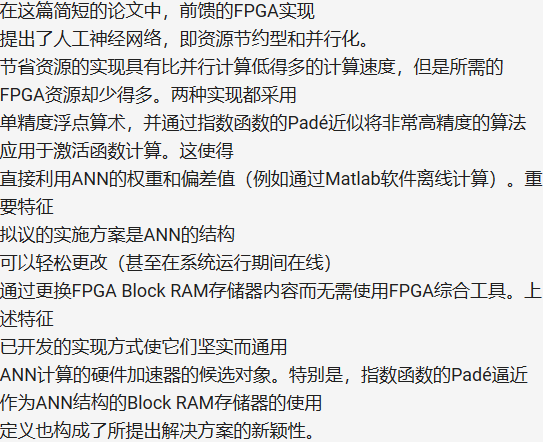 在这篇简短的论文中，前馈的FPGA实现
提出了人工神经网络，即资源节约型和并行化。
节省资源的实现具有比并行计算低得多的计算速度，但是所需的
FPGA资源却少得多。两种实现都采用
单精度浮点算术，并通过指数函数的Padé近似将非常高精度的算法
应用于激活函数计算。这使得
直接利用ANN的权重和偏差值（例如通过Matlab软件离线计算）。重
要特征
拟议的实施方案是ANN的结构
可以轻松更改（甚至在系统运行期间在线）
通过更换FPGA Block RAM存储器内容而无需使用FPGA综合工具。上
述特征
已开发的实现方式使它们坚实而通用
ANN计算的硬件加速器的候选对象。特别是，指数函数的Padé逼近
作为ANN结构的Block RAM存储器的使用
定义也构成了所提出解决方案的新颖性。